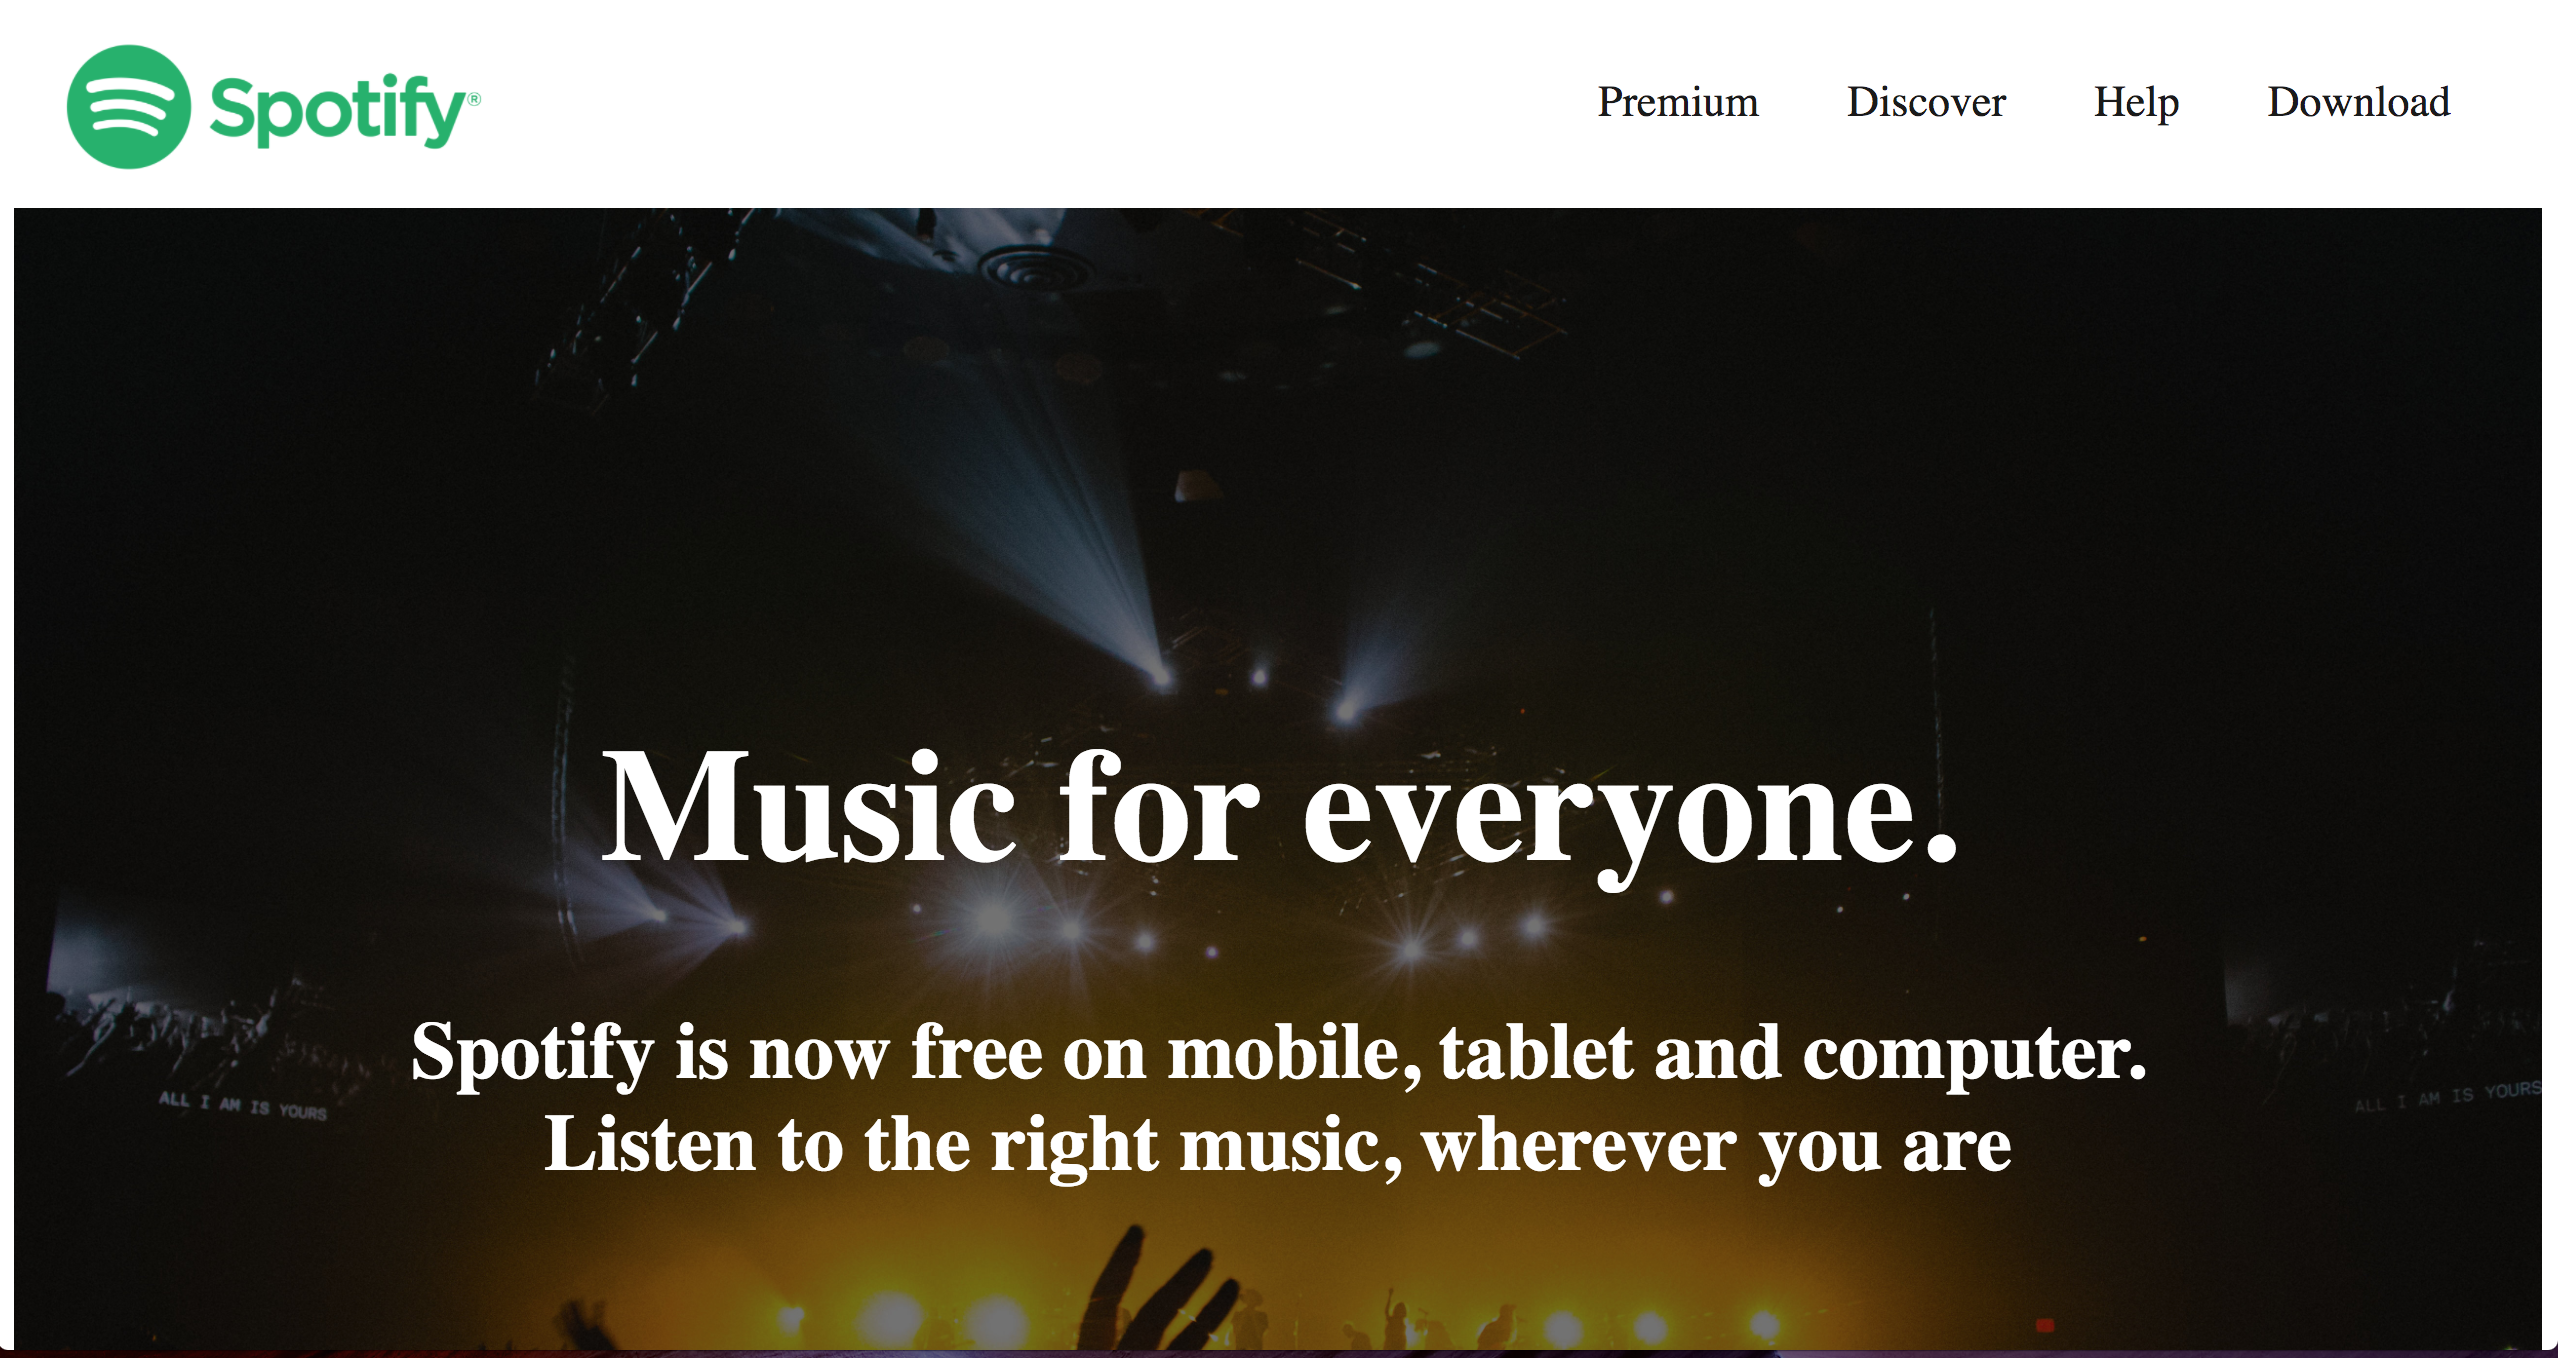 Spotify®
Premium Discover Help Download
Music for everyone.
Spotify is now free on mobile, tablet and computer.
Listen to the right music, wherever you are
ALL I AM IS YOURS
ALL I AM IS YOURS